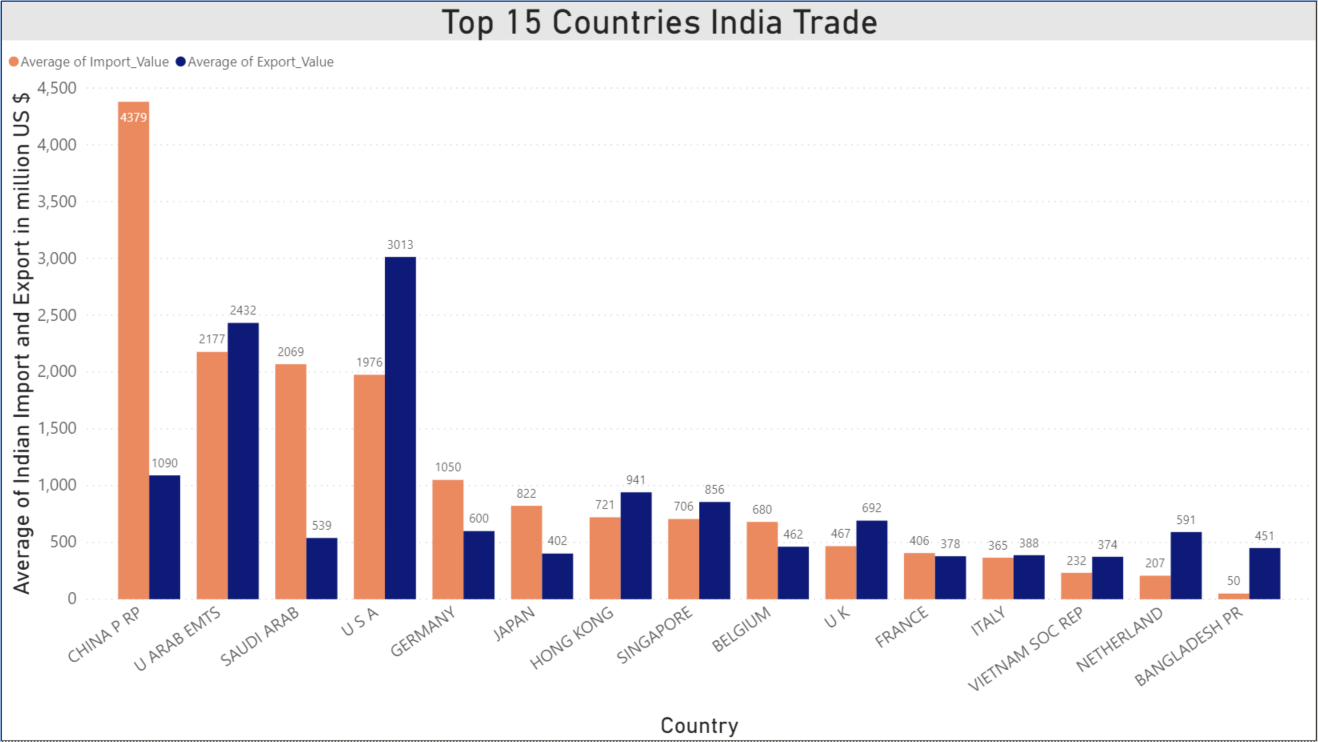 Top 15 Countries India Trade
Average of Import_Value Average of Export_Value
Average of Indian Import and Export in million US $
4,500
4,000
3,500
3,000
2,500
2,000
1,500
1,000
500
0
4379
1090
2177
2432
2069
539
1976
3013
1050
600
822
402
721
941
706
856
680
462
467
692
406
378
365
388
232
374
207
591
50
451
CHINA P RP
U ARAB EMTS
SAUDI ARAB
U S A
GERMANY
JAPAN
HONG KONG
SINGAPORE
BELGIUM
U K
FRANCE
ITALY
VIETNAM SOC REP
NETHERLAND
BANGLADESH PR
Country